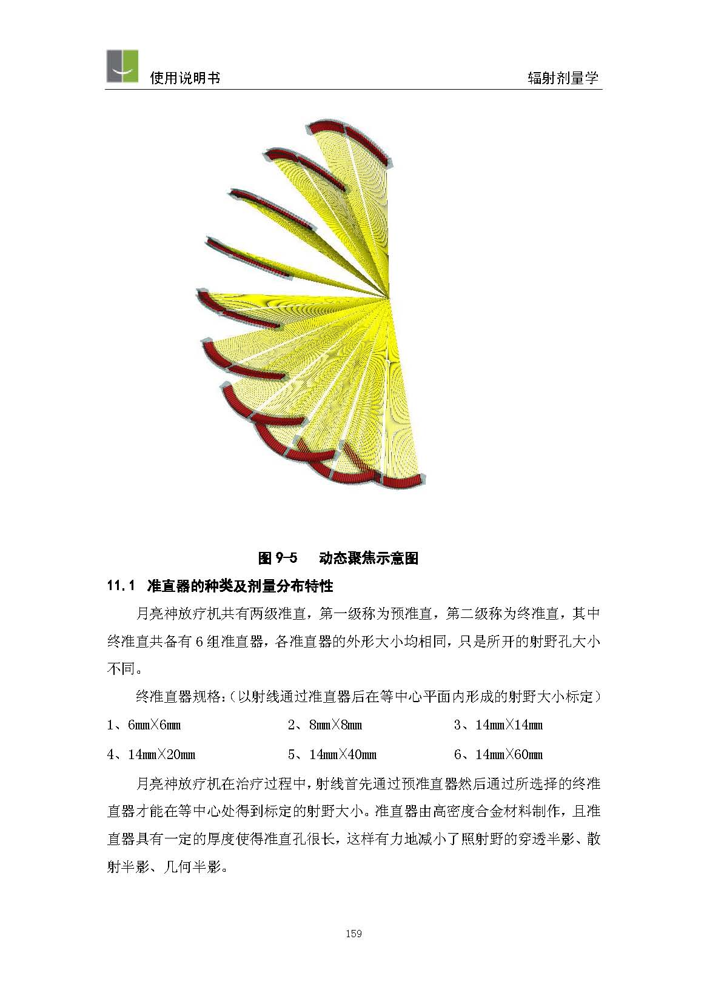 使用说明书 辐射剂量学
图 9-5 动态聚焦示意图
11.1 准直器的种类及剂量分布特性
月亮神放疗机共有两级准直，第一级称为预准直，第二级称为终准直，其中
终准直共备有 6 组准直器，各准直器的外形大小均相同，只是所开的射野孔大小
不同。
终准直器规格：（以射线通过准直器后在等中心平面内形成的射野大小标定）
1、6mm╳6mm 2、8mm╳8mm 3、14mm╳14mm
4、14mm╳20mm 5、14mm╳40mm 6、14mm╳60mm
月亮神放疗机在治疗过程中，射线首先通过预准直器然后通过所选择的终准
直器才能在等中心处得到标定的射野大小。准直器由高密度合金材料制作，且准
直器具有一定的厚度使得准直孔很长，这样有力地减小了照射野的穿透半影、散
射半影、几何半影。
159